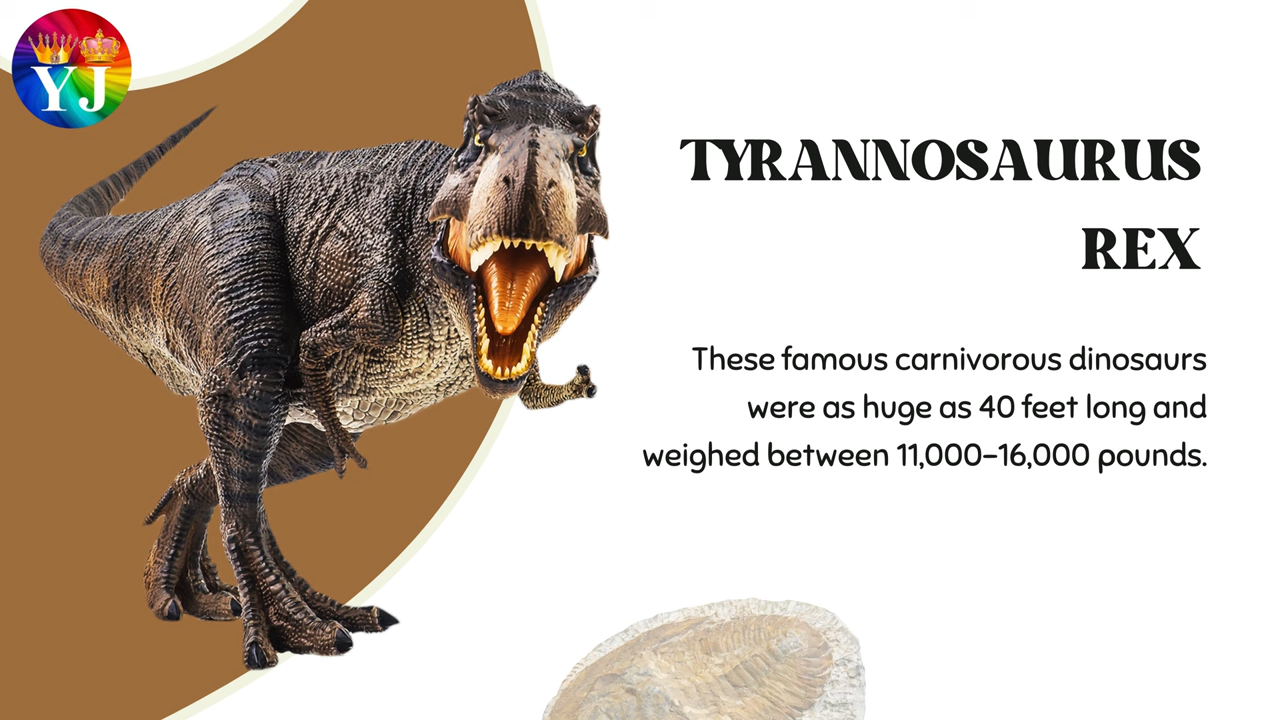 YJ
TYRANNOSAURUS
REX
These famous carnivorous dinosaurs
were as huge as 40 feet long and
weighed between 11,000–16,000 pounds.